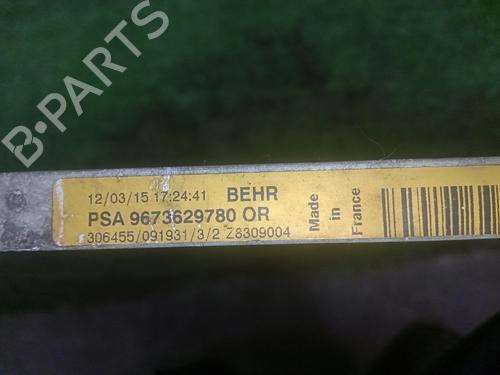 B-PARTS
12/03/15 17:24:41 BEHR
PSA 9673629780 OR
306455/091931/3/2 Z8309004
Made
in
France